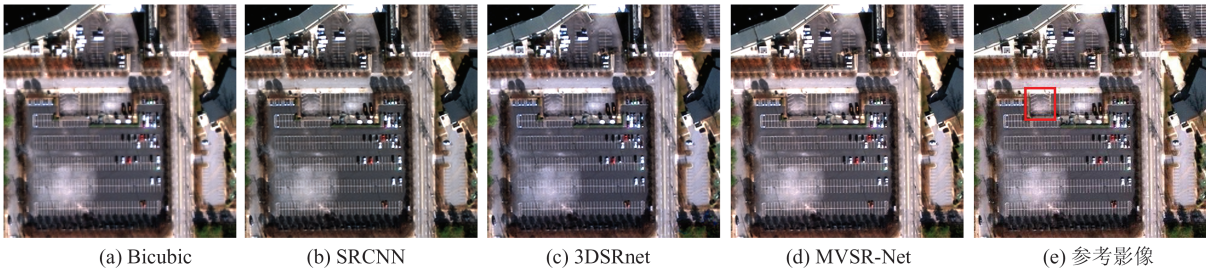 (a) Bicubic
(b) SRCNN
(c) 3DSRnet
(d) MVSR-Net
(e) 参考影像